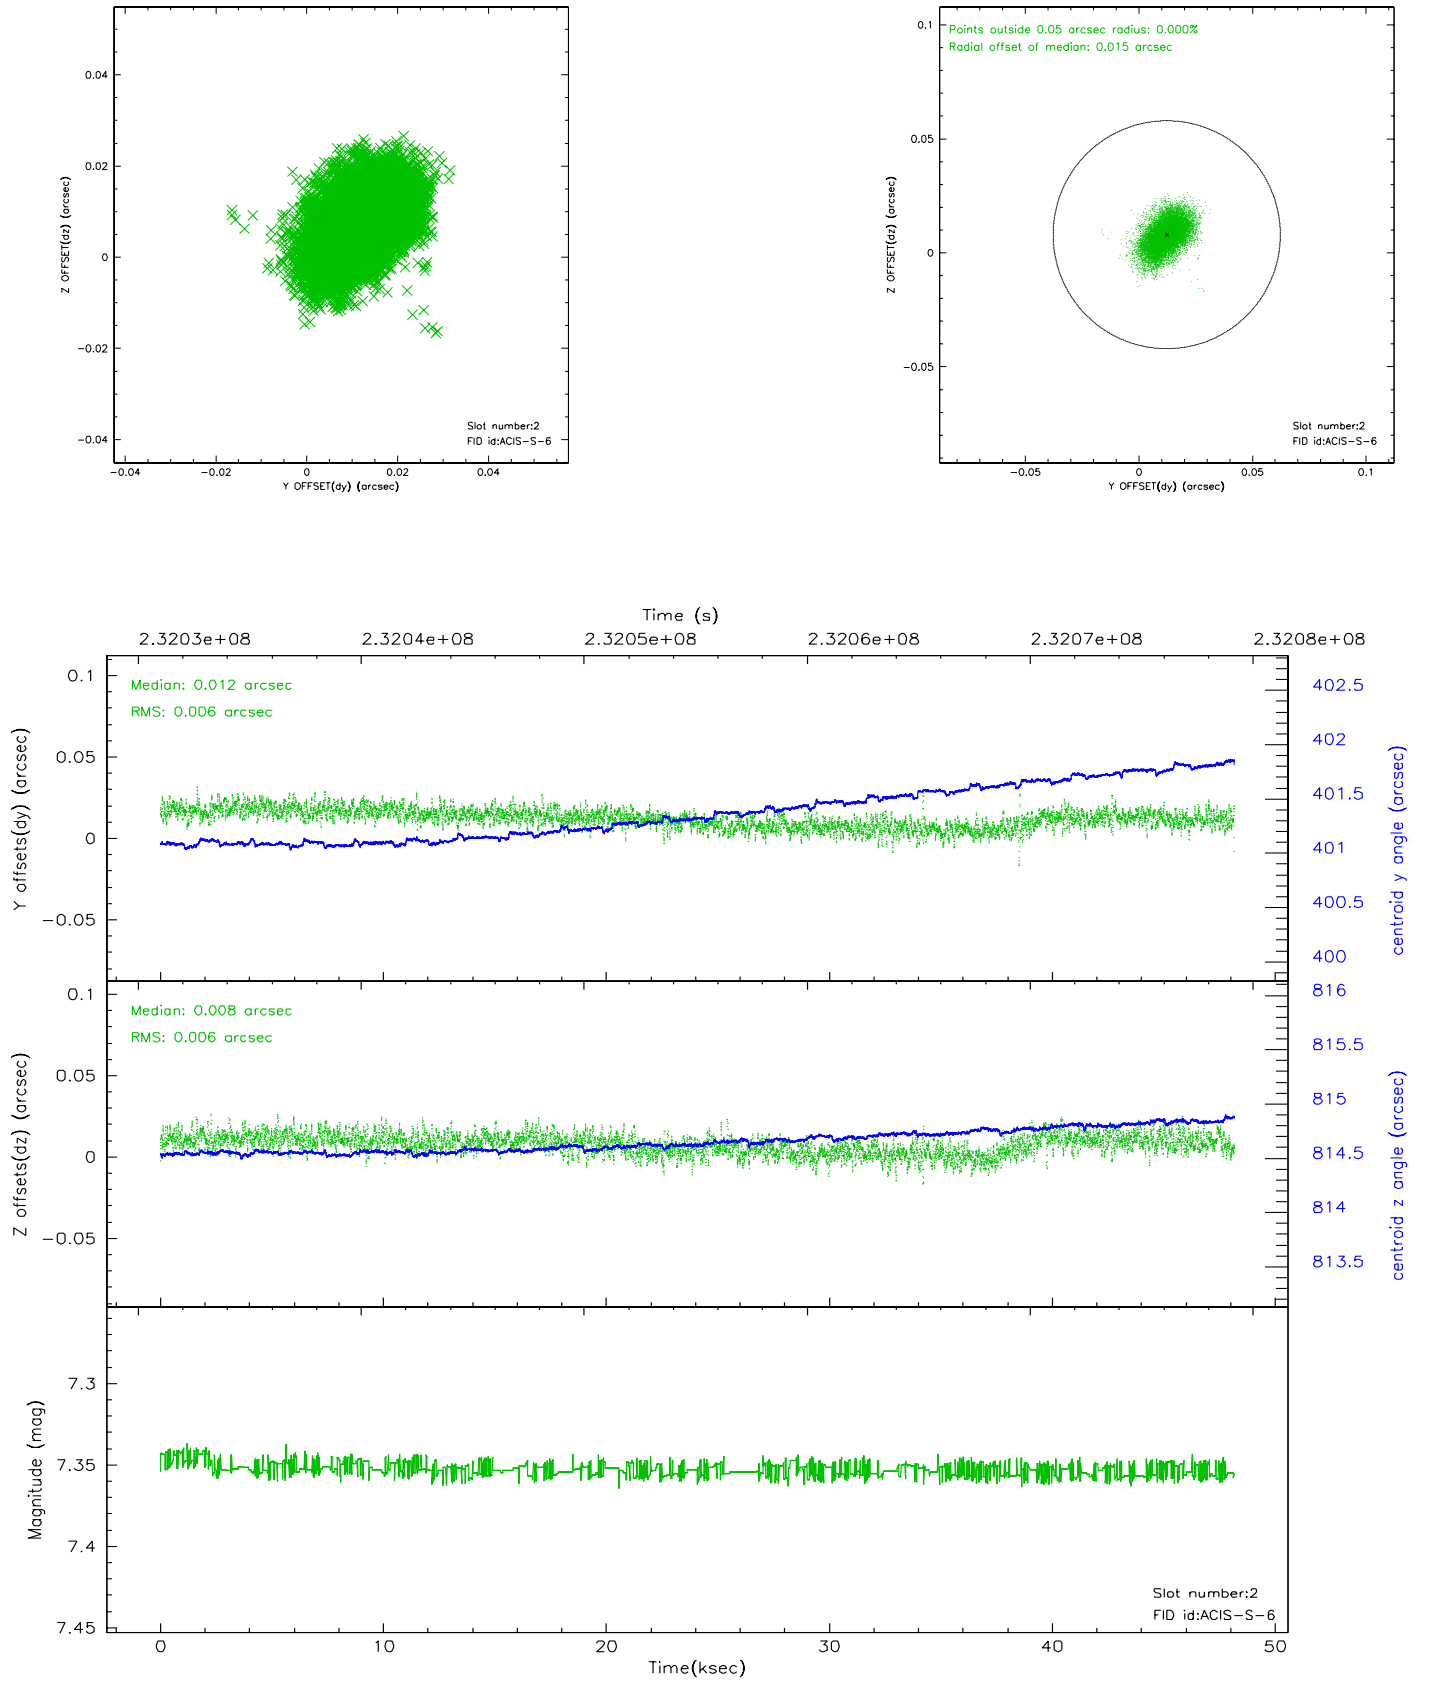 0.04
0.02
0
−0.02
−0.04
Z OFFSET(dz) (arcsec)
Slot number:2
FID id:ACIS−S−6
−0.04 −0.02 0 0.02 0.04
Y OFFSET(dy) (arcsec)
Points outside 0.05 arcsec radius: 0.000%
Radial offset of median: 0.015 arcsec
0.1
0.05
0
−0.05
Z OFFSET(dz) (arcsec)
Slot number:2
FID id:ACIS−S−6
−0.05 0 0.05 0.1
Y OFFSET(dy) (arcsec)
Time (s)
2.3203e+08 2.3204e+08 2.3205e+08 2.3206e+08 2.3207e+08 2.3208e+08
Median: 0.012 arcsec
RMS: 0.006 arcsec
0.1
0.05
0
−0.05
Y offsets(dy) (arcsec)
402.5
402
401.5
401
400.5
400
centroid y angle (arcsec)
Median: 0.008 arcsec
RMS: 0.006 arcsec
0.1
0.05
0
−0.05
Z offsets(dz) (arcsec)
816
815.5
815
814.5
814
813.5
centroid z angle (arcsec)
7.3
7.35
7.4
7.45
Magnitude (mag)
Slot number:2
FID id:ACIS−S−6
0 10 20 30 40 50
Time(ksec)